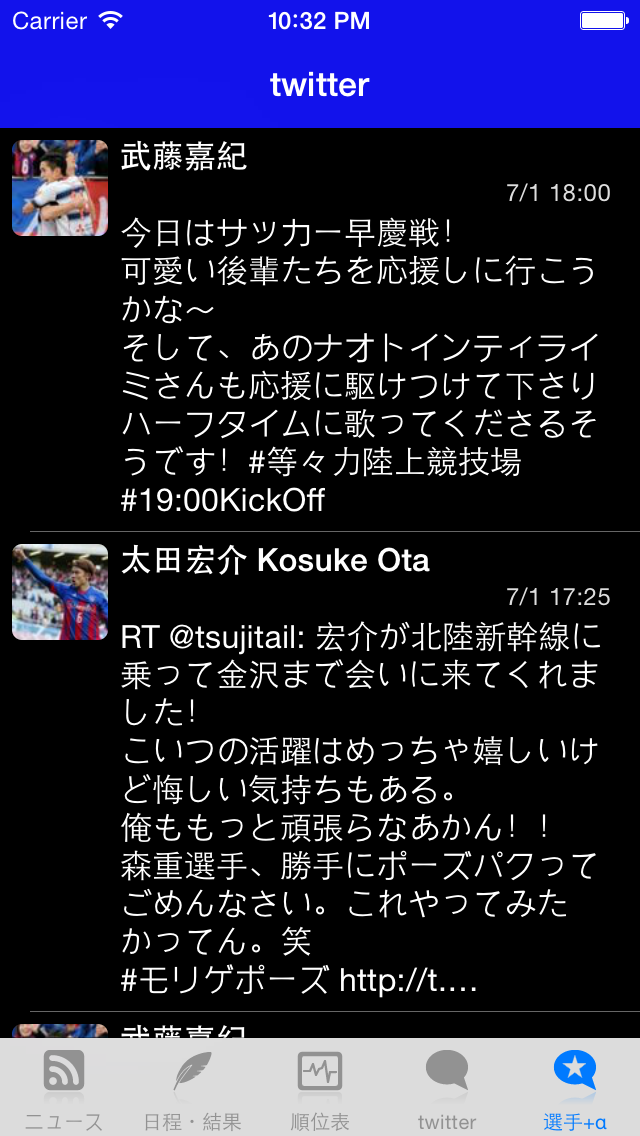 Carrier 10:32 PM
twitter
武藤嘉紀
7/1 18:00
今日はサッカー早慶戦！
可愛い後輩たちを応援しに行こう
かな〜
そして、あのナオトインティライ
ミさんも応援に駆けつけて下さり
ハーフタイムに歌ってくださるそ
うです！#等々力陸上競技場
#19:00KickOff
太田宏介 Kosuke Ota
7/1 17:25
RT @tsujitail: 宏介が北陸新幹線に
乗って金沢まで会いに来てくれま
した！
こいつの活躍はめっちゃ嬉しいけ
ど悔しい気持ちもある。
俺ももっと頑張らなあかん！！
森重選手、勝手にポーズパクって
ごめんなさい。これやってみた
かってん。笑
#モリゲポーズ http://t.…
武藤嘉紀
ニュース 日程・結果 順位表 twitter 選手+α